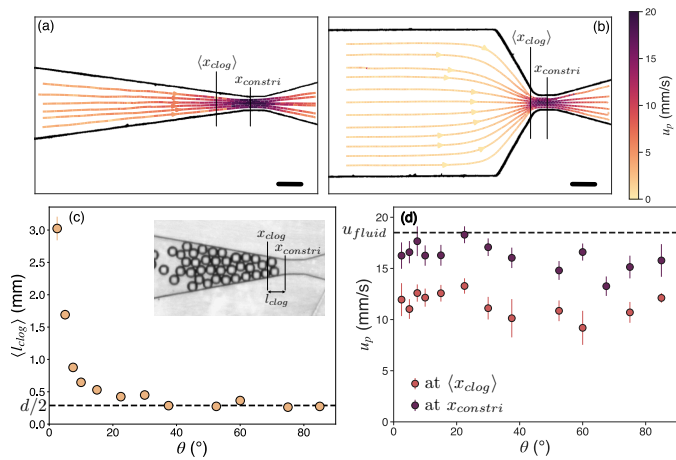 (a)
⟨x_clog⟩
x_constri
(b)
⟨x_clog⟩
x_constri
20
15
10
5
0
u_p (mm/s)
(c)
x_clog
x_constri
l_clog
3.0
2.5
2.0
1.5
1.0
0.5
0.0
d/2
⟨l_clog⟩ (mm)
0 20 40 60 80
θ (°)
(d)
u_fluid
20
15
10
5
0
u_p (mm/s)
at ⟨x_clog⟩
at x_constri
0 20 40 60 80
θ (°)